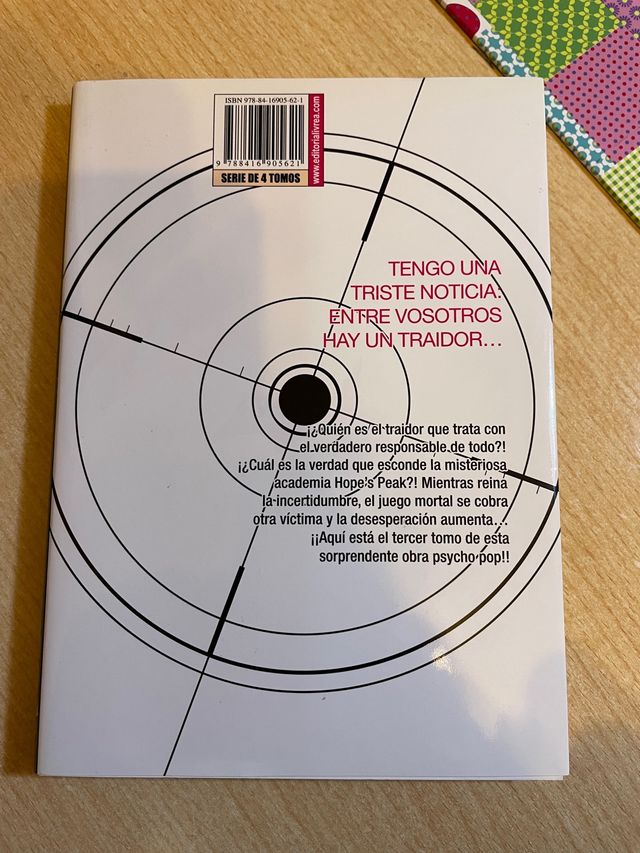 ISBN 978-84-16905-62-1
9 788416 905621
SERIE DE 4 TOMOS
www.editorialivrea.com
TENGO UNA
TRISTE NOTICIA:
ENTRE VOSOTROS
HAY UN TRAIDOR...
¡¿Quién es el traidor que trata con
el verdadero responsable de todo?!
¡¿Cuál es la verdad que esconde la misteriosa
academia Hope's Peak?! Mientras reina
la incertidumbre, el juego mortal se cobra
otra víctima y la desesperación aumenta...
¡¡Aquí está el tercer tomo de esta
sorprendente obra psycho pop!!